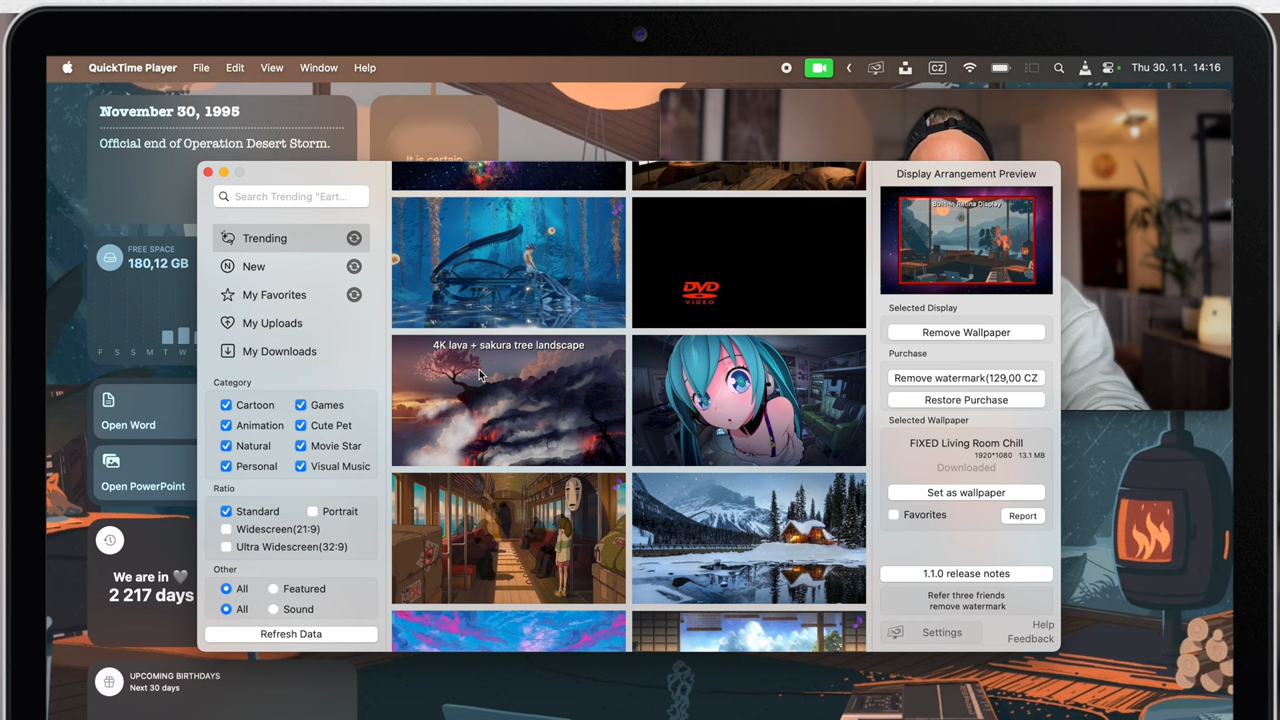 QuickTime Player File Edit View Window Help
CZ
Thu 30. 11. 14:16
November 30, 1995
Official end of Operation Desert Storm.
It is certain
FREE SPACE
180,12 GB
F S S M T W
Open Word
Open PowerPoint
We are in 🖤
2 217 days
UPCOMING BIRTHDAYS
Next 30 days
Search Trending "Eart...
Trending
N New
My Favorites
My Uploads
My Downloads
Category
Cartoon Games
Animation Cute Pet
Natural Movie Star
Personal Visual Music
Ratio
Standard Portrait
Widescreen(21:9)
Ultra Widescreen(32:9)
Other
All Featured
All Sound
Refresh Data
DVD
VIDEO
4K lava + sakura tree landscape
Display Arrangement Preview
Built-in Retina Display
Selected Display
Remove Wallpaper
Purchase
Remove watermark(129,00 CZ
Restore Purchase
Selected Wallpaper
FIXED Living Room Chill
1920*1080 13.1 MB
Downloaded
Set as wallpaper
Favorites Report
1.1.0 release notes
Refer three friends
remove watermark
Settings
Help
Feedback